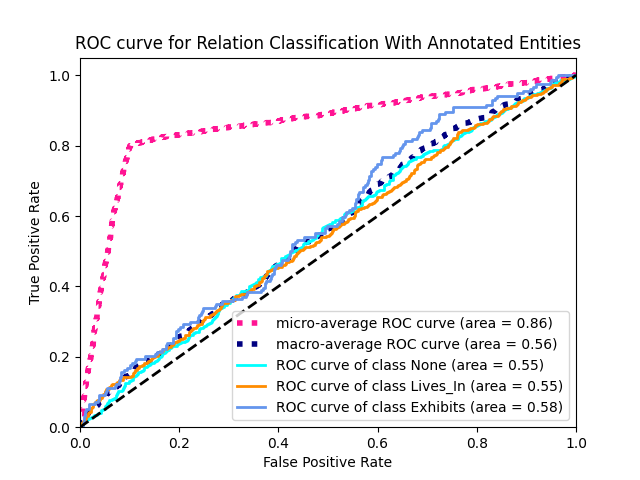 ROC curve for Relation Classification With Annotated Entities
True Positive Rate
1.0
0.8
0.6
0.4
0.2
0.0
micro-average ROC curve (area = 0.86)
macro-average ROC curve (area = 0.56)
ROC curve of class None (area = 0.55)
ROC curve of class Lives_In (area = 0.55)
ROC curve of class Exhibits (area = 0.58)
0.0 0.2 0.4 0.6 0.8 1.0
False Positive Rate